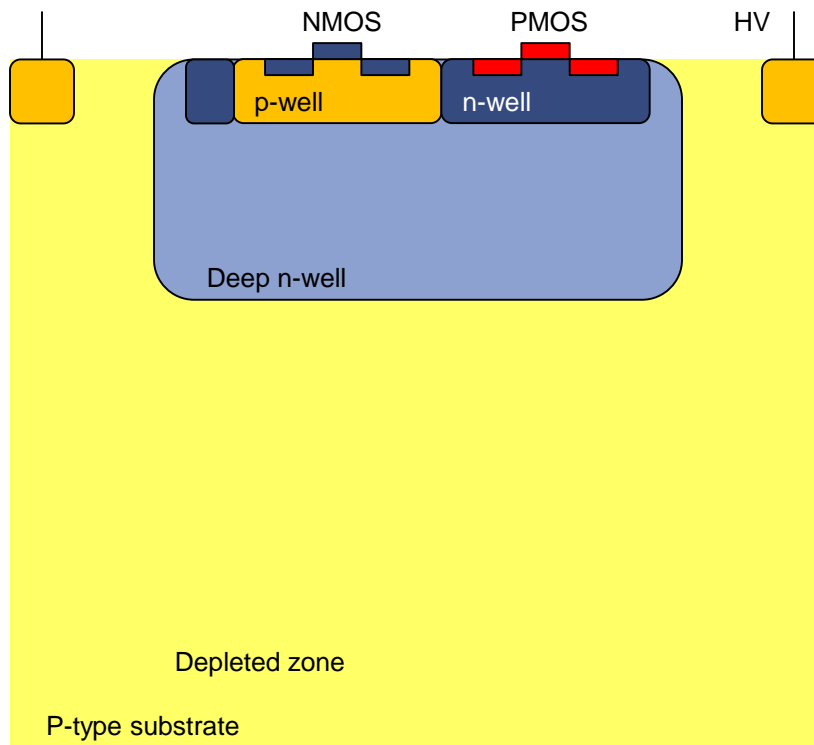 NMOS
PMOS
HV
p-well
n-well
Deep n-well
Depleted zone
P-type substrate